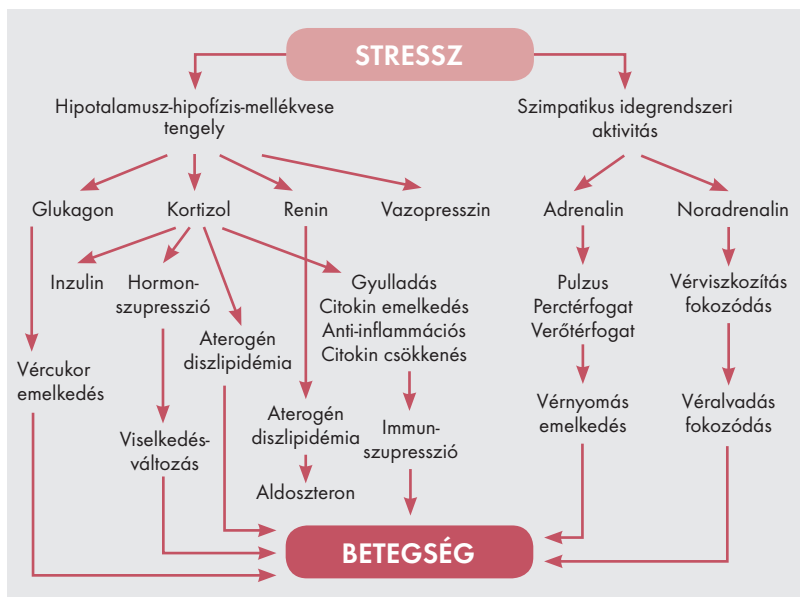 STRESSZ
Hipotalamusz-hipofízis-mellékvese
tengely
Szimpatikus idegrendszeri
aktivitás
Glukagon
Kortizol
Renin
Vazopresszin
Adrenalin
Noradrenalin
Inzulin
Hormon-
szupresszió
Aterogén
diszlipidémia
Gyulladás
Citokin emelkedés
Anti-inflammációs
Citokin csökkenés
Pulzus
Perctérfogat
Verőtérfogat
Vérviszkozítás
fokozódás
Vércukor
emelkedés
Viselkedés-
változás
Aterogén
diszlipidémia
Aldoszteron
Immun-
szupresszió
Vérnyomás
emelkedés
Véralvadás
fokozódás
BETEGSÉG